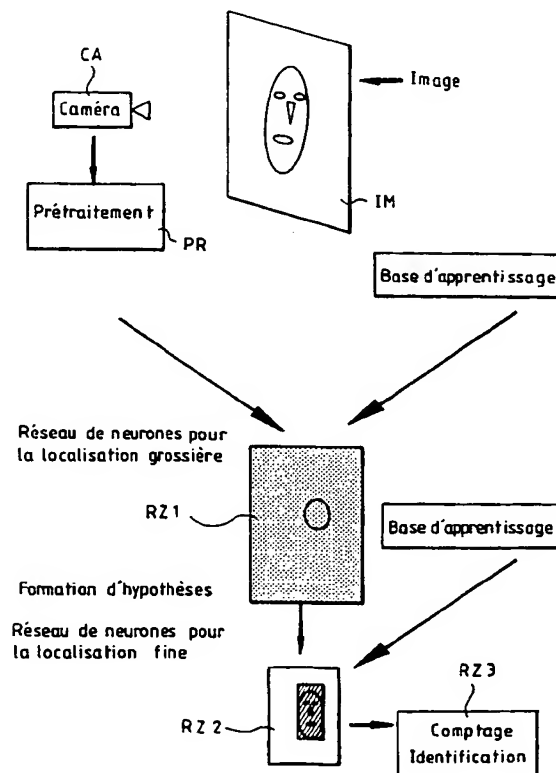 CA
Caméra
Image
IM
Prétraitement
PR
Base d'apprentissage
Réseau de neurones pour
la localisation grossière
RZ1
Base d'apprentissage
Formation d'hypothèses
Réseau de neurones pour
la localisation fine
RZ2
RZ3
Comptage
Identification